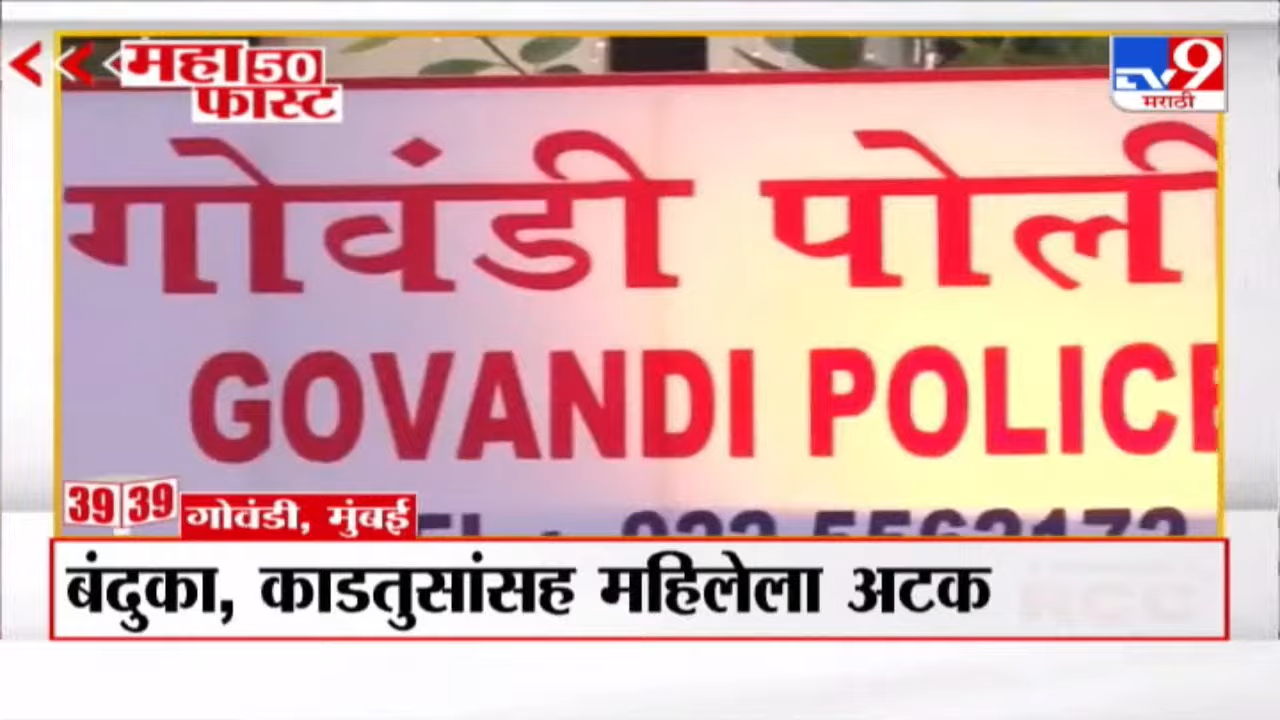 महा 50
फास्ट
TV9
मराठी
गोवंडी
GOVANDI POLICE
39 39
गोवंडी, मुंबई
बंदुका, काडतुसांसह महिलेला अटक